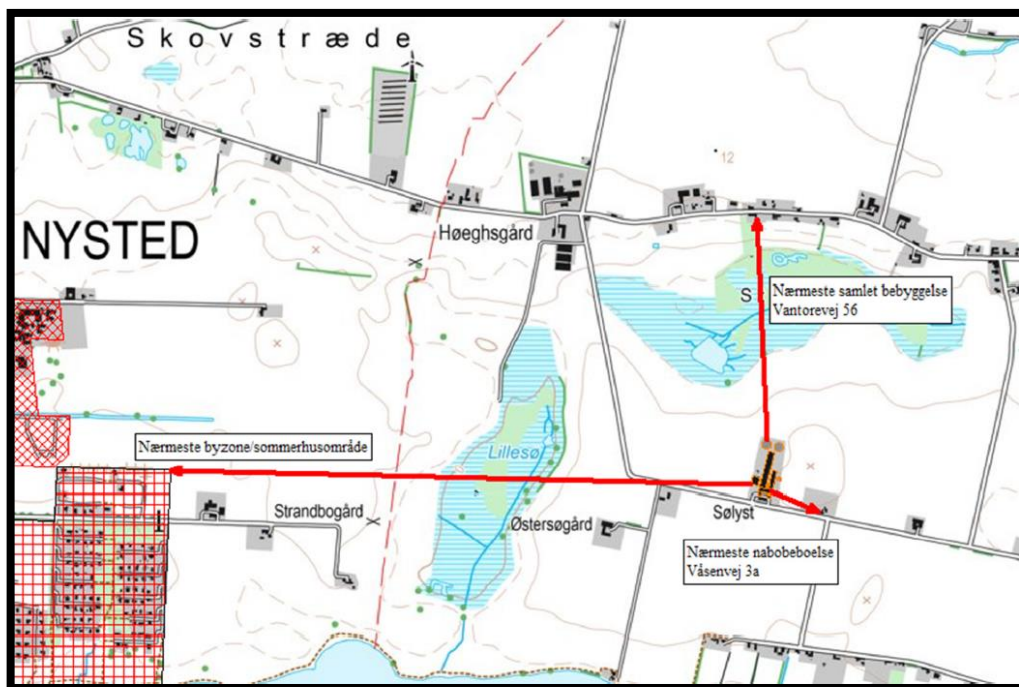 Skovstræde
12
NYSTED
Høeghsgård
Nærmeste samlet bebyggelse
Vantorevej 56
S
Nærmeste byzone/sommerhusområde
Lillesø
Strandbogård
Østersøgård
Sølyst
Nærmeste nabobeboelse
Våsenvej 3a